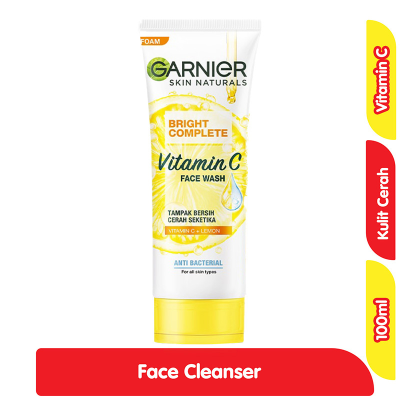 FOAM
GARNIER
SKIN NATURALS
BRIGHT
COMPLETE
Vitamin C
FACE WASH
TAMPAK BERSIH
CERAH SEKETIKA
VITAMIN C + LEMON
ANTI BACTERIAL
For all skin types
Vitamin C
Kulit Cerah
100ml
Face Cleanser